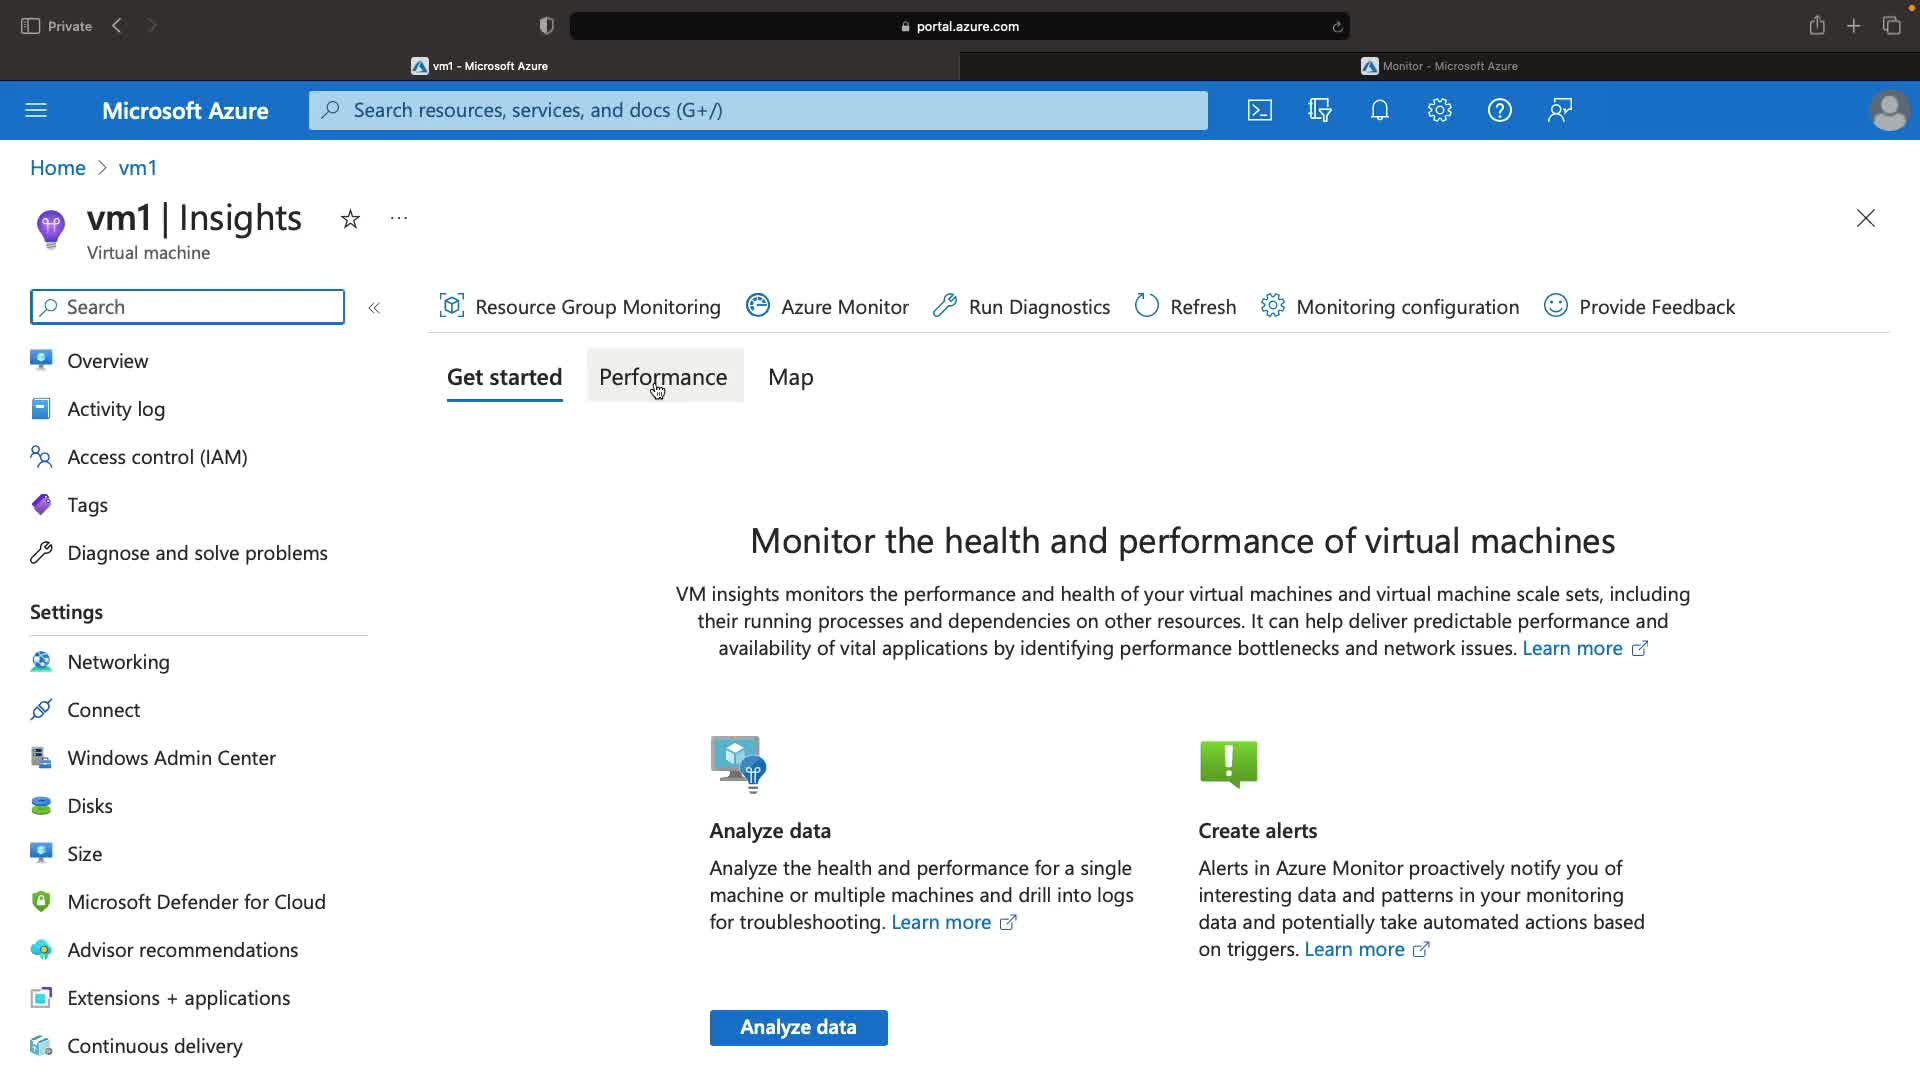 Private
portal.azure.com
vm1 - Microsoft Azure
Monitor - Microsoft Azure
Microsoft Azure
Search resources, services, and docs (G+/)
Home > vm1
vm1 | Insights
Virtual machine
Search
Resource Group Monitoring
Azure Monitor
Run Diagnostics
Refresh
Monitoring configuration
Provide Feedback
Overview
Activity log
Access control (IAM)
Tags
Diagnose and solve problems
Settings
Networking
Connect
Windows Admin Center
Disks
Size
Microsoft Defender for Cloud
Advisor recommendations
Extensions + applications
Continuous delivery
Get started
Performance
Map
Monitor the health and performance of virtual machines
VM insights monitors the performance and health of your virtual machines and virtual machine scale sets, including
their running processes and dependencies on other resources. It can help deliver predictable performance and
availability of vital applications by identifying performance bottlenecks and network issues. Learn more
Analyze data
Analyze the health and performance for a single
machine or multiple machines and drill into logs
for troubleshooting. Learn more
Analyze data
Create alerts
Alerts in Azure Monitor proactively notify you of
interesting data and patterns in your monitoring
data and potentially take automated actions based
on triggers. Learn more